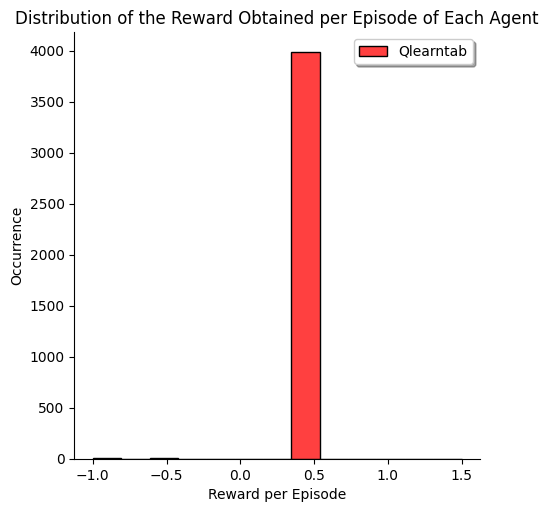 Distribution of the Reward Obtained per Episode of Each Agent
Qlearntab
4000
3500
3000
2500
2000
1500
1000
500
0
Occurrence
−1.0 −0.5 0.0 0.5 1.0 1.5
Reward per Episode